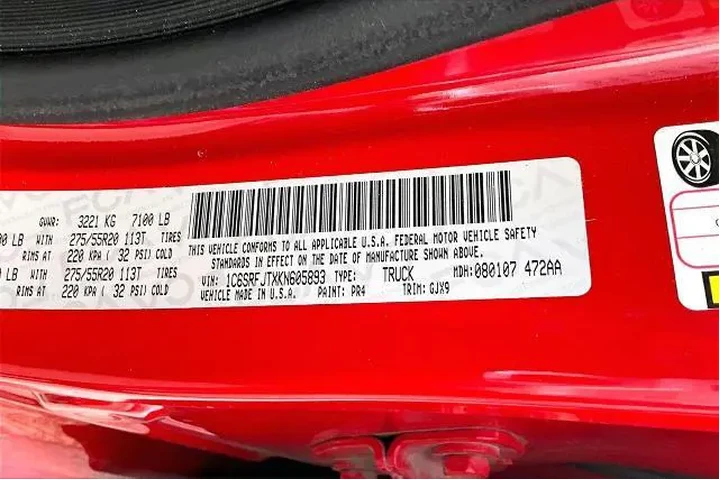 GVWR: 3221 KG 7100 LB
LB WITH 275/55R20 113T TIRES
RIMS AT 220 KPA ( 32 PSI) COLD
LB WITH 275/55R20 113T TIRES
RIMS AT 220 KPA ( 32 PSI) COLD
THIS VEHICLE CONFORMS TO ALL APPLICABLE U.S.A. FEDERAL MOTOR VEHICLE SAFETY
STANDARDS IN EFFECT ON THE DATE OF MANUFACTURE SHOWN ABOVE.
VIN: 1C6SRFJTXKN605893 TYPE: TRUCK MDH:080107 472AA
VEHICLE MADE IN U.S.A. PAINT: PR4 TRIM: GJX9